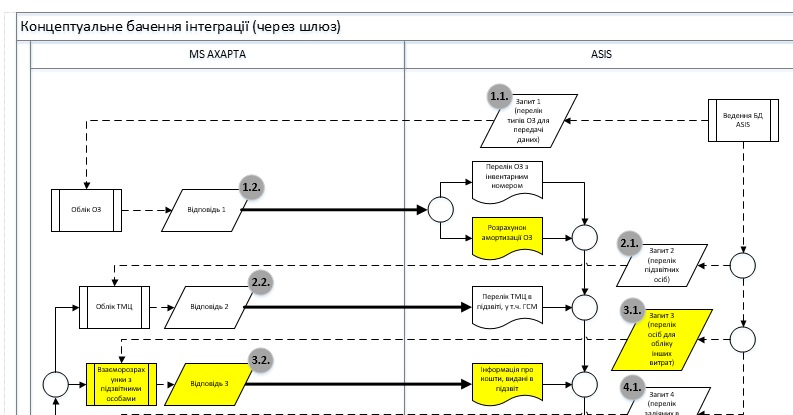 Концептуальне бачення інтеграції (через шлюз)
MS AXAPTA
ASIS
1.1.
Запит 1
(перелік
типів ОЗ для
передачі
даних)
Ведення БД
ASIS
Перелік ОЗ з
інвентарним
номером
1.2.
Облік ОЗ
Відповідь 1
Розрахунок
амортизації ОЗ
2.1.
Запит 2
(перелік
підзвітних
осіб)
2.2.
Облік ТМЦ
Відповідь 2
Перелік ТМЦ в
підзвіті, у т.ч. ГСМ
3.1.
Запит 3
(перелік
осіб для
обліку
інших
витрат)
3.2.
Взаєморозраху
нки з
підзвітними
особами
Відповідь 3
Інформація про
кошти, видані в
підзвіт
4.1.
Запит 4
(перелік
задіяних в